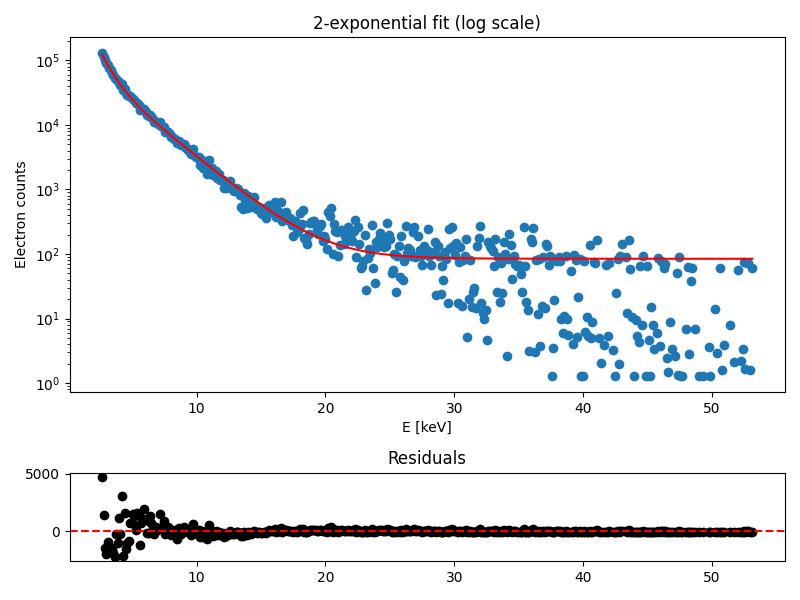 2-exponential fit (log scale)
10^5
10^4
10^3
10^2
10^1
10^0
Electron counts
10 20 30 40 50
E [keV]
Residuals
5000
0
10 20 30 40 50